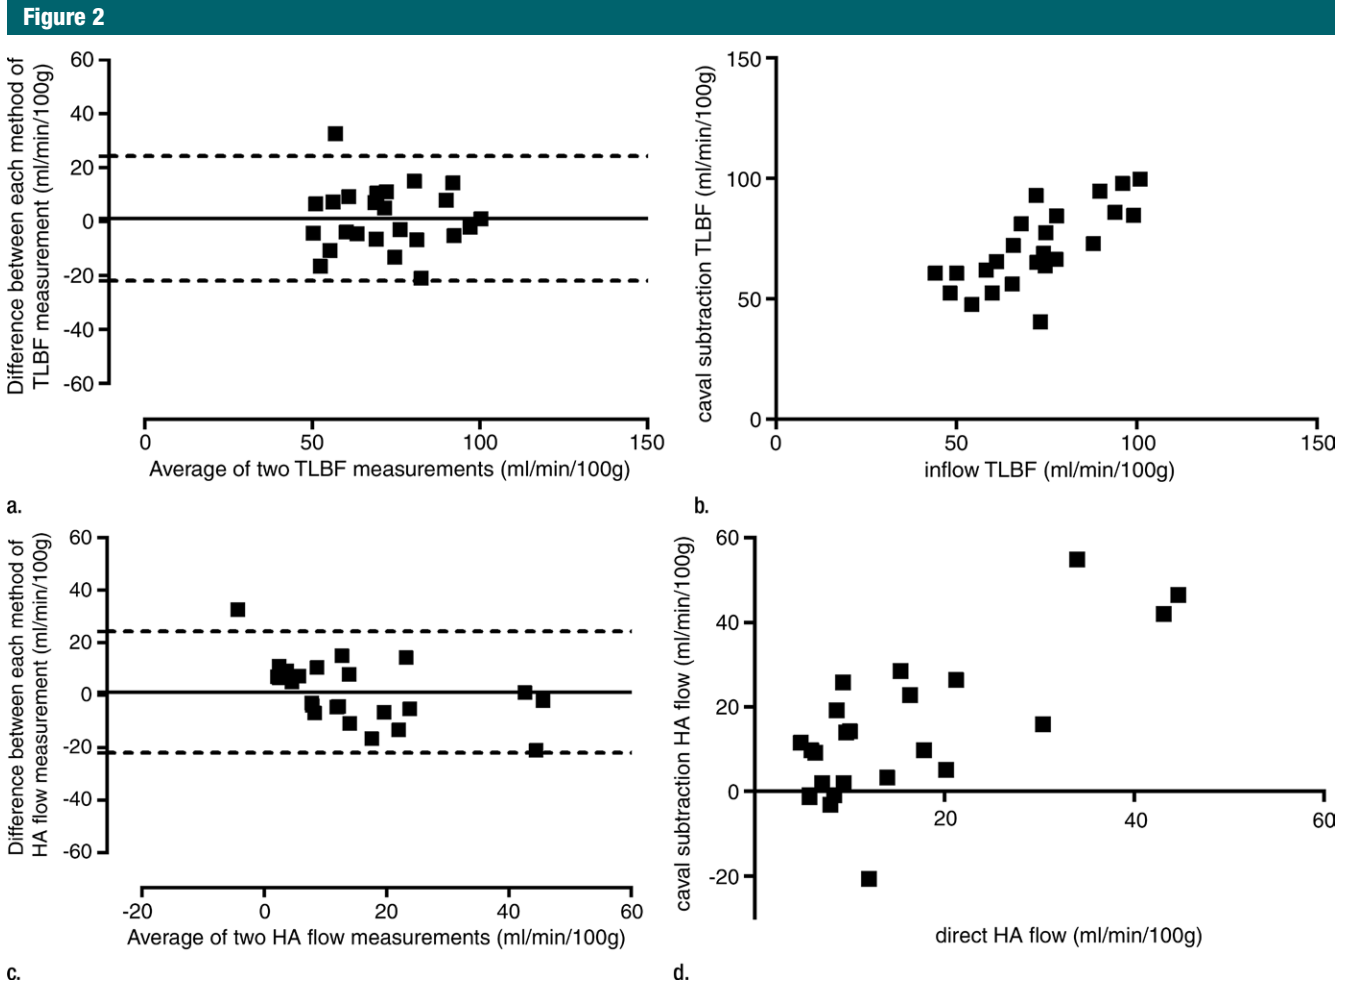 Figure 2
Difference between each method of
TLBF measurement (ml/min/100g)
60
40
20
0
-20
-40
-60
0 50 100 150
Average of two TLBF measurements (ml/min/100g)
a.
caval subtraction TLBF (ml/min/100g)
150
100
50
0
0 50 100 150
inflow TLBF (ml/min/100g)
b.
Difference between each method of
HA flow measurement (ml/min/100g)
60
40
20
0
-20
-40
-60
-20 0 20 40 60
Average of two HA flow measurements (ml/min/100g)
c.
caval subtraction HA flow (ml/min/100g)
60
40
20
0
-20
20 40 60
direct HA flow (ml/min/100g)
d.